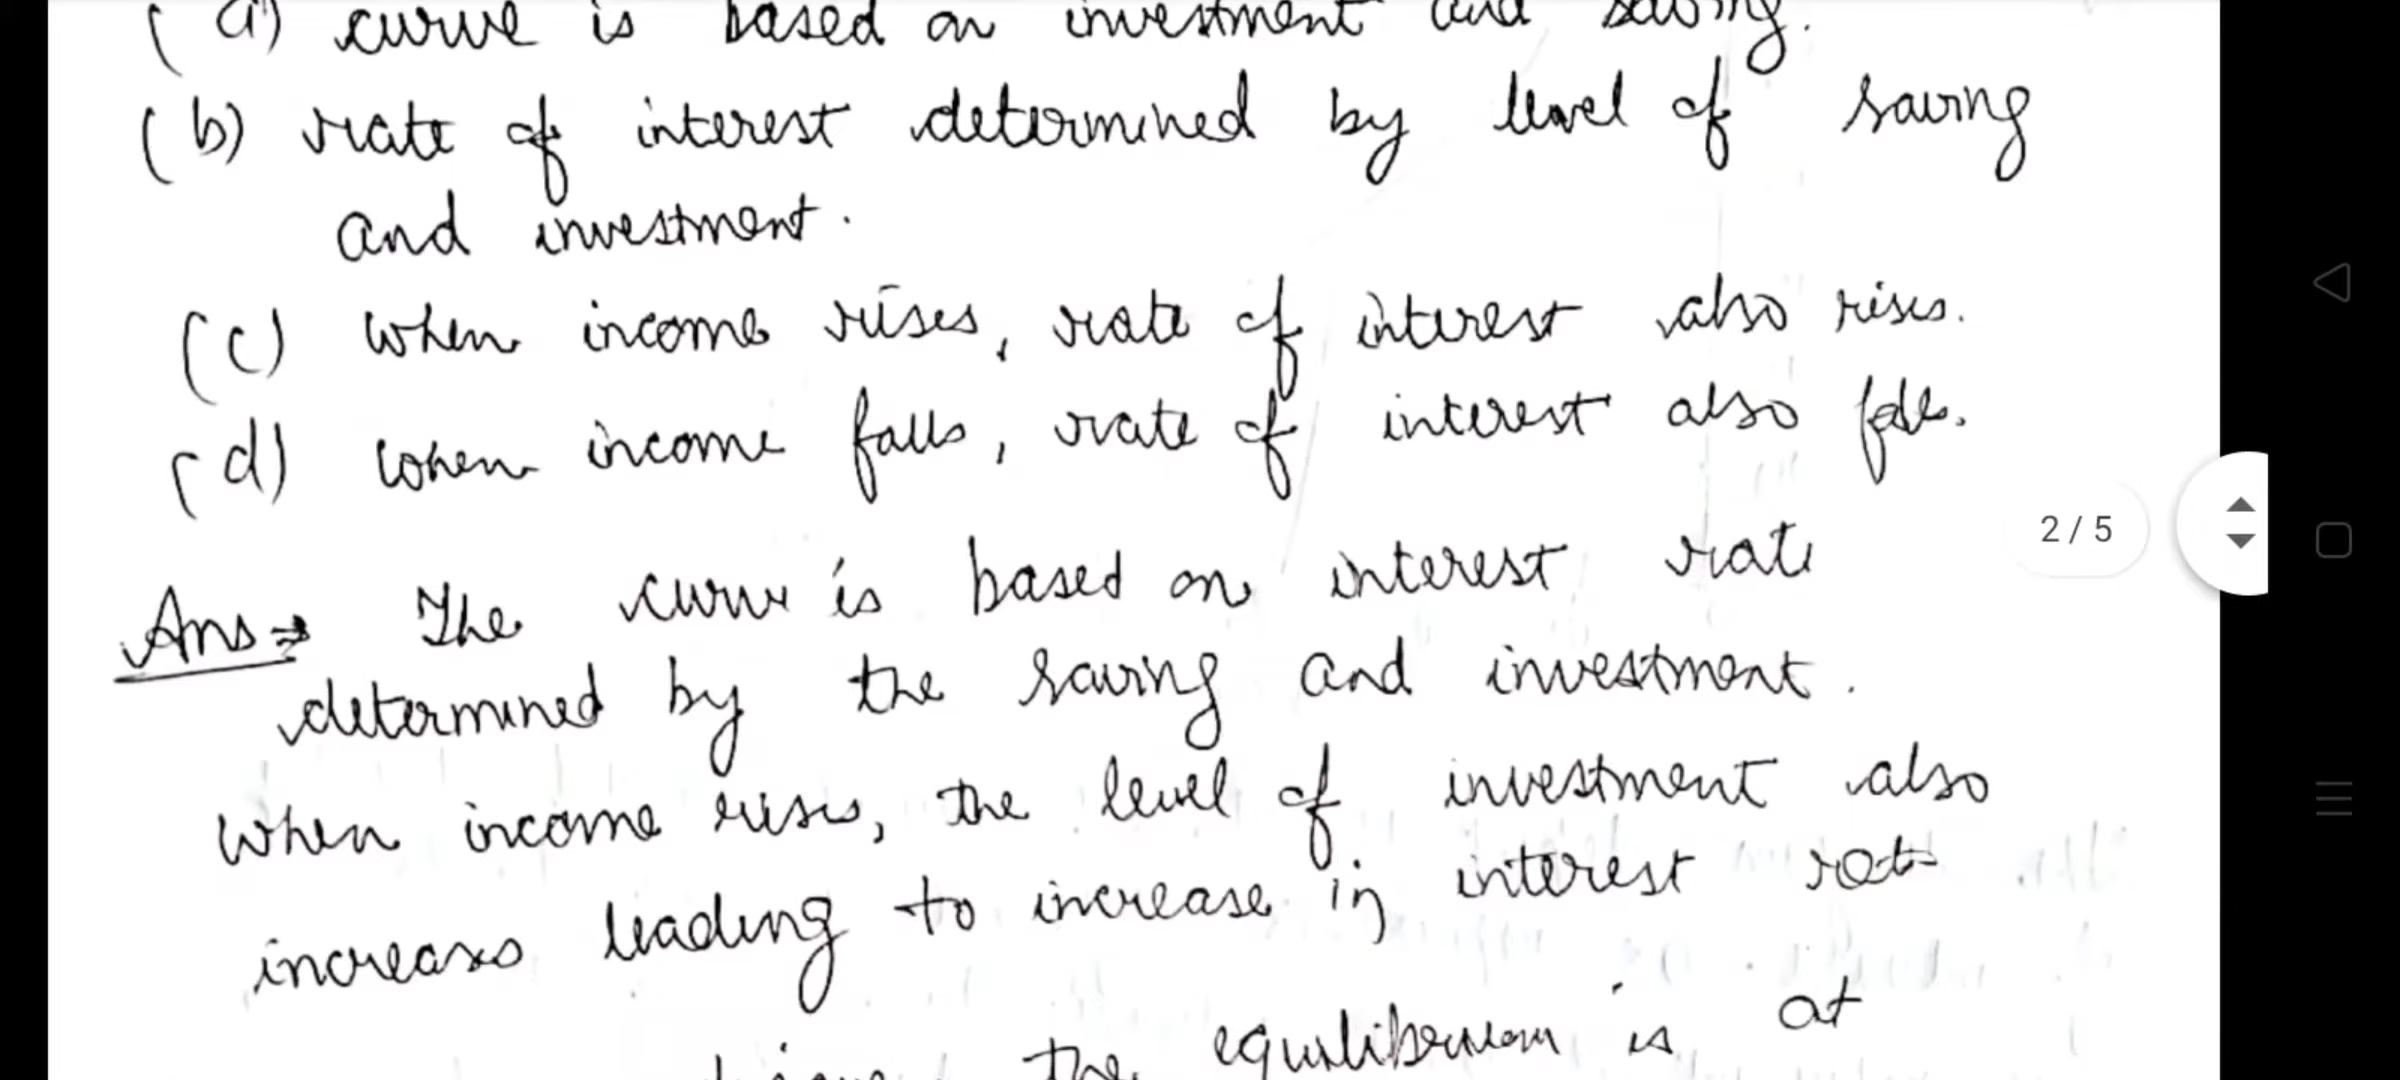 (a) curve is based on investment and saving.
(b) rate of interest determined by level of saving
and investment.
(c) when income rises, rate of interest also rises.
(d) when income falls, rate of interest also falls.
2 / 5
Ans ⇒ The curve is based on interest rate
determined by the saving and investment.
When income rises, the level of investment also
increases leading to increase in interest rate
the equilibrium is at